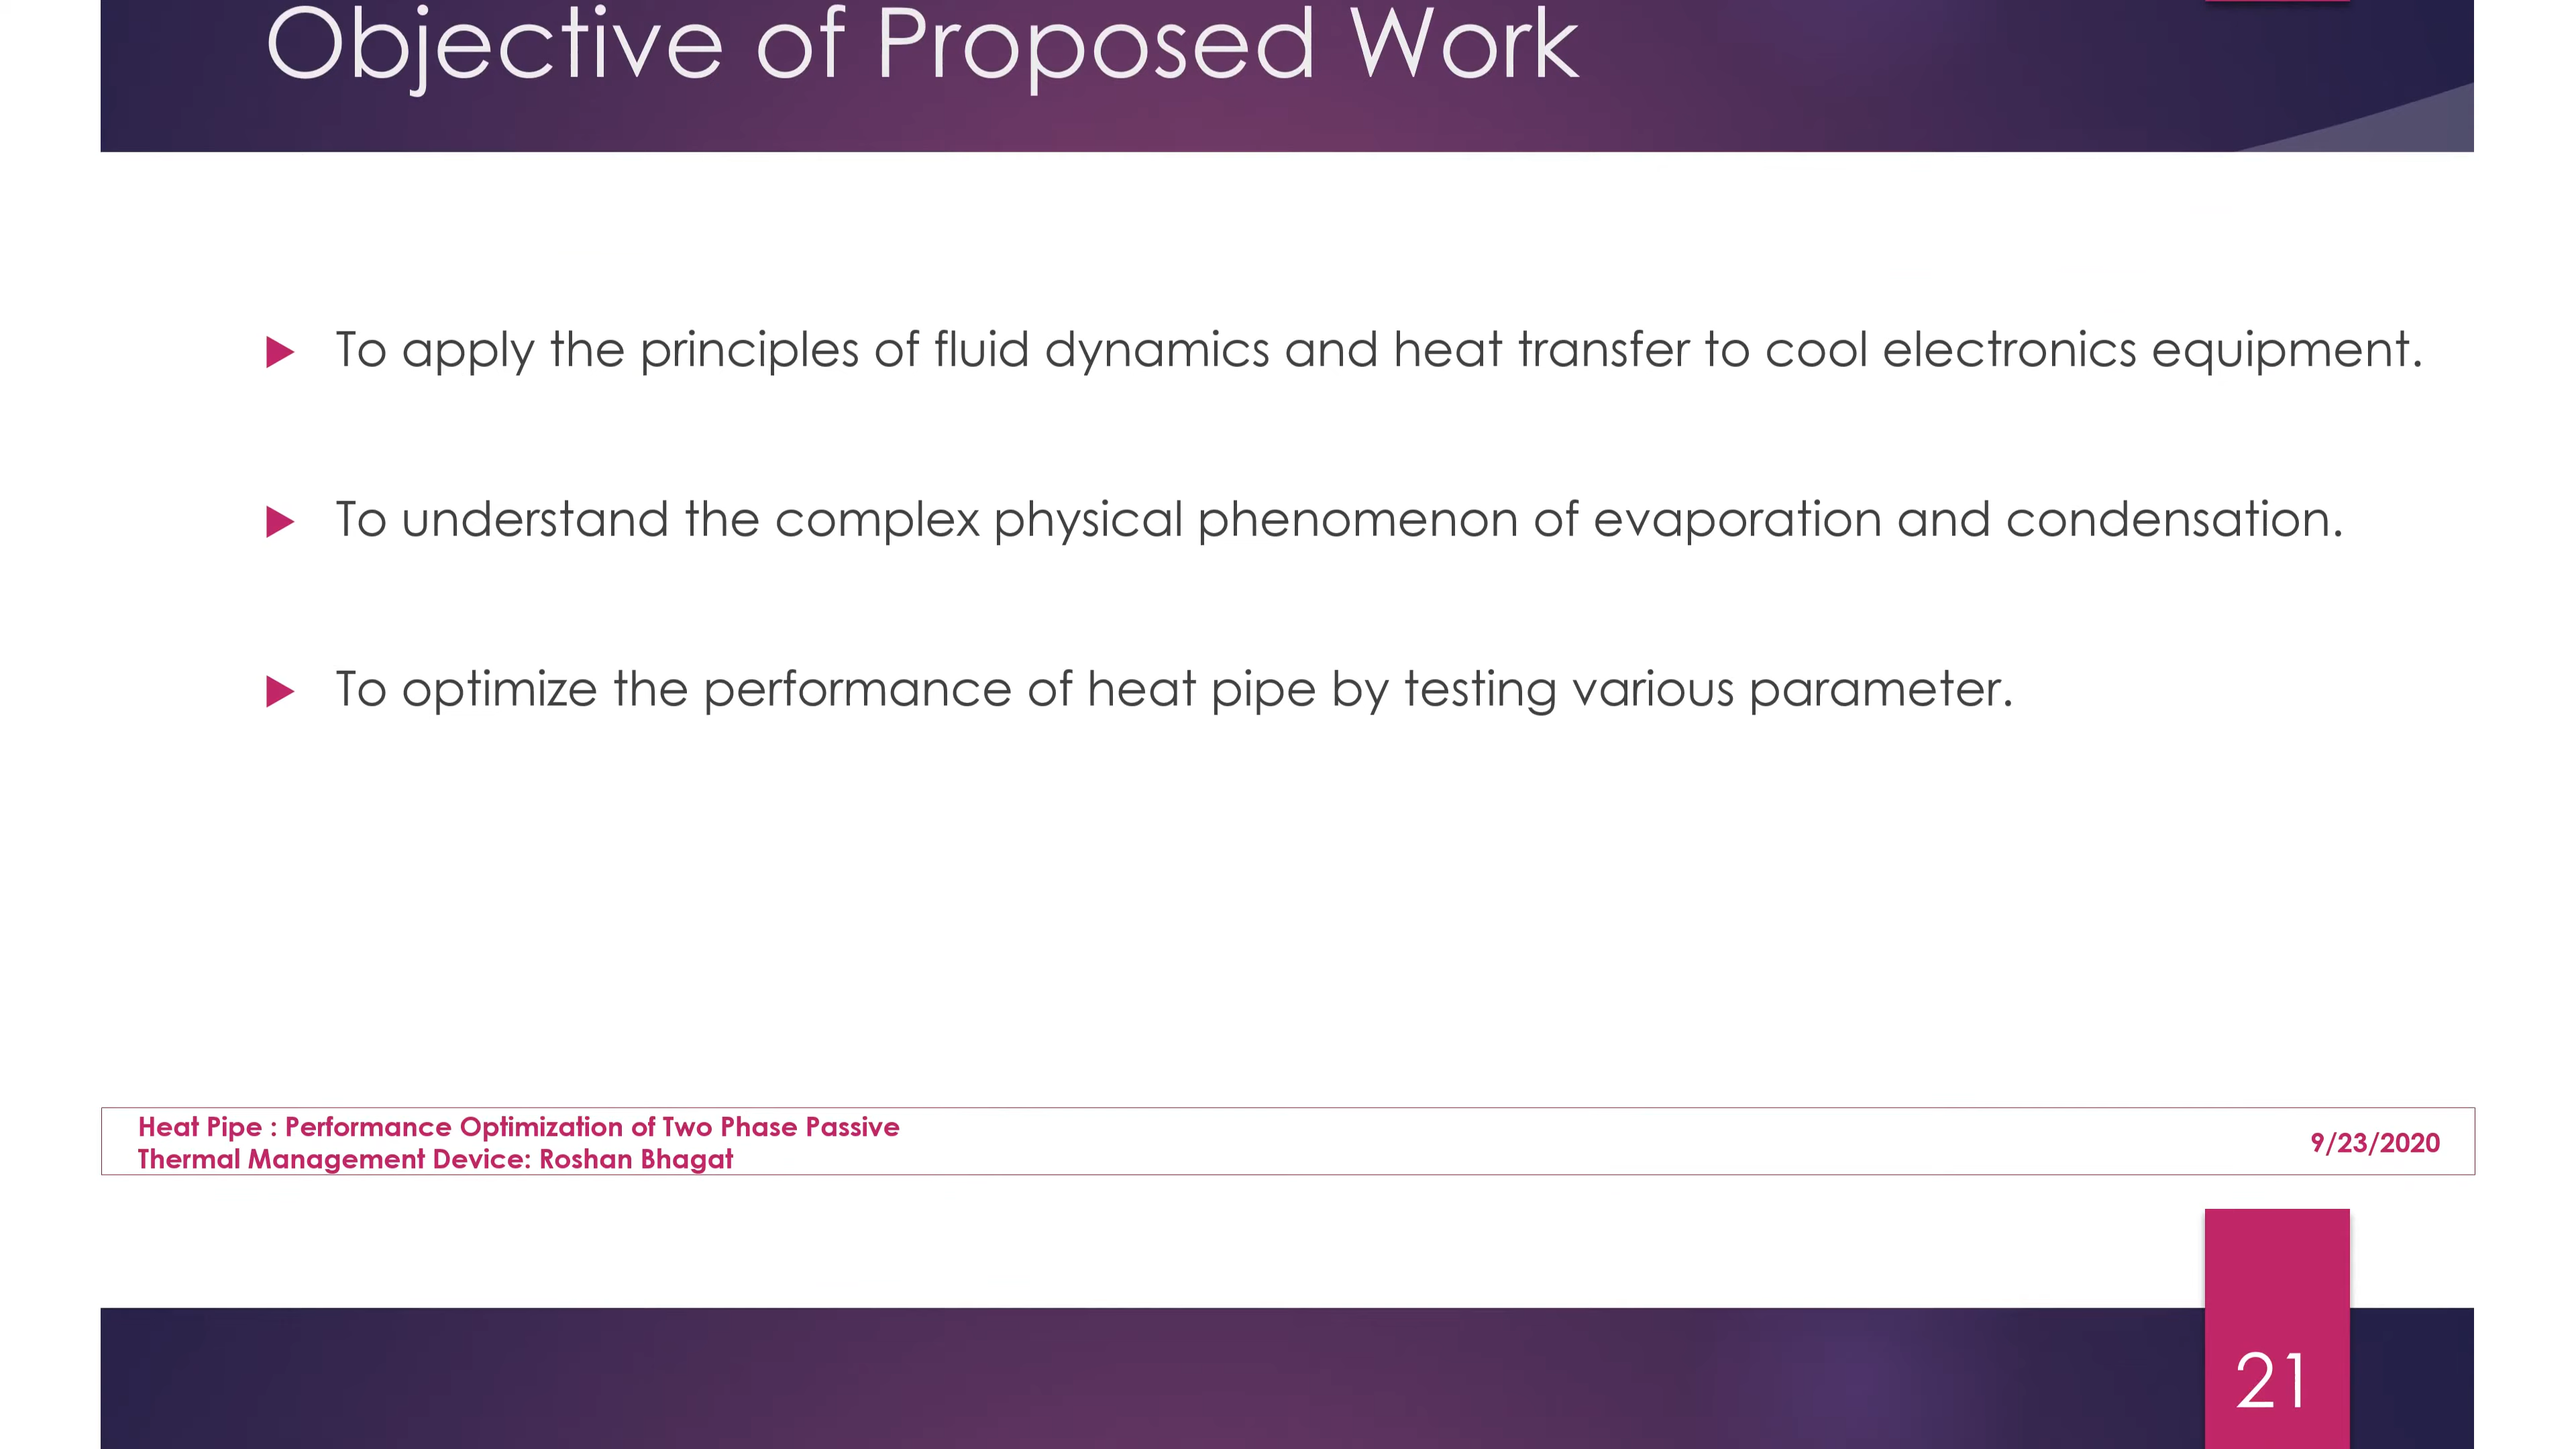 Objective of Proposed Work
To apply the principles of fluid dynamics and heat transfer to cool electronics equipment.
To understand the complex physical phenomenon of evaporation and condensation.
To optimize the performance of heat pipe by testing various parameter.
Heat Pipe : Performance Optimization of Two Phase Passive
Thermal Management Device: Roshan Bhagat
9/23/2020
21